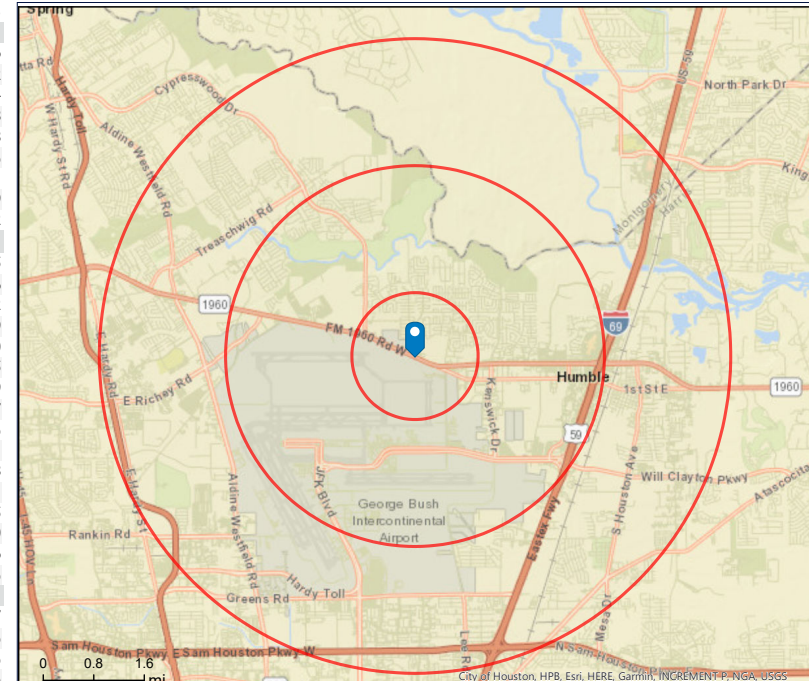 Spring
US 59
tta Rd
Hardy Toll
Cypresswood Dr
North Park Dr
W Hardy St Rd
Aldine Westfield Rd
King
Montgomery
Harris
Treaschwig Rd
1960
FM 1960 Rd W
69
E Hardy Rd
Humble
E Richey Rd
Kenswick Dr
1st St E
1960
59
S Houston Ave
Will Clayton Pkwy
Atascocita
E Hardy St
JFK Blvd
Aldine Westfield Rd
George Bush
Intercontinental
Airport
Eastex Fwy
Rankin Rd
Hardy Toll
Greens Rd
Mesa Dr
Lee Rd
Sam Houston Pkwy E
Sam Houston Pkwy W
N Sam Houston Pkwy
0 0.8 1.6
mi
City of Houston, HPB, Esri, HERE, Garmin, INCREMENT P, NGA, USGS